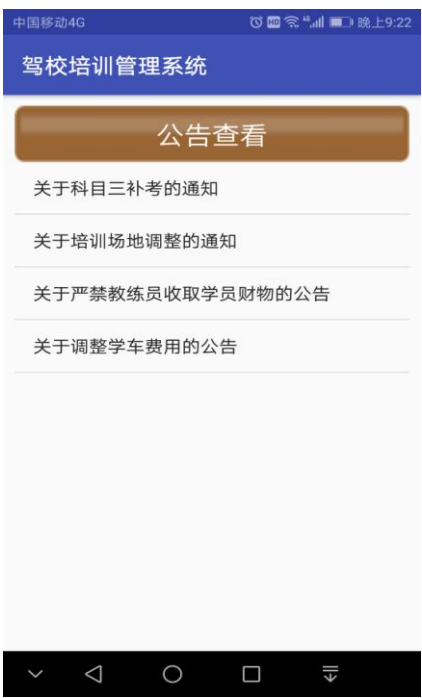 中国移动4G HD 46 晚上9:22
驾校培训管理系统
公告查看
关于科目三补考的通知
关于培训场地调整的通知
关于严禁教练员收取学员财物的公告
关于调整学车费用的公告